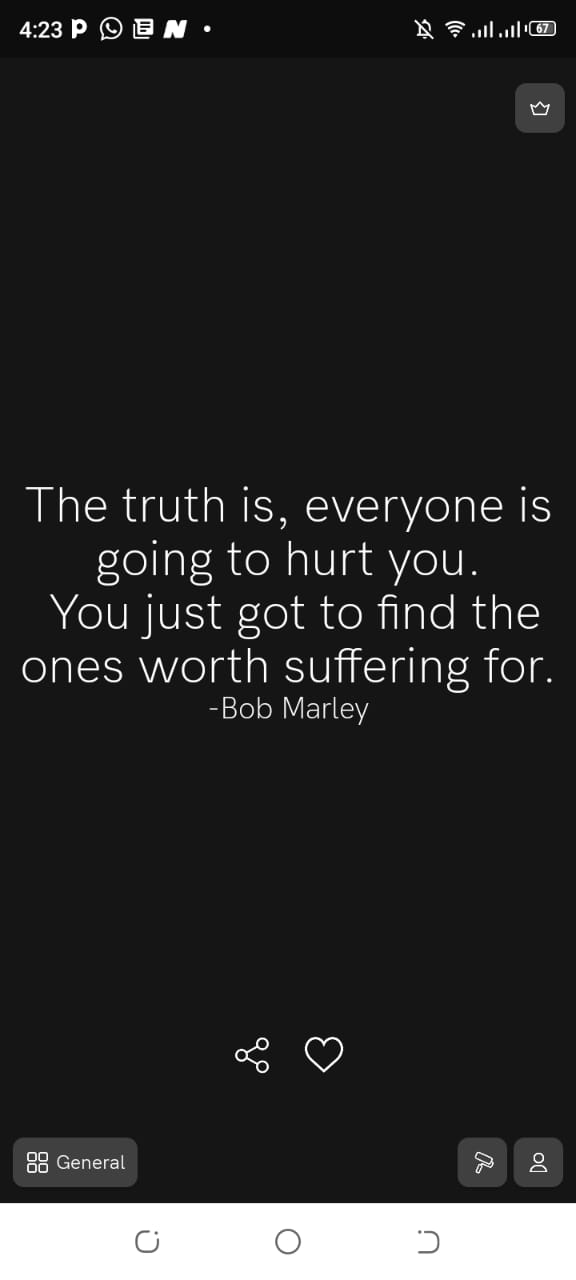 4:23
67
The truth is, everyone is
going to hurt you.
You just got to find the
ones worth suffering for.
-Bob Marley
General